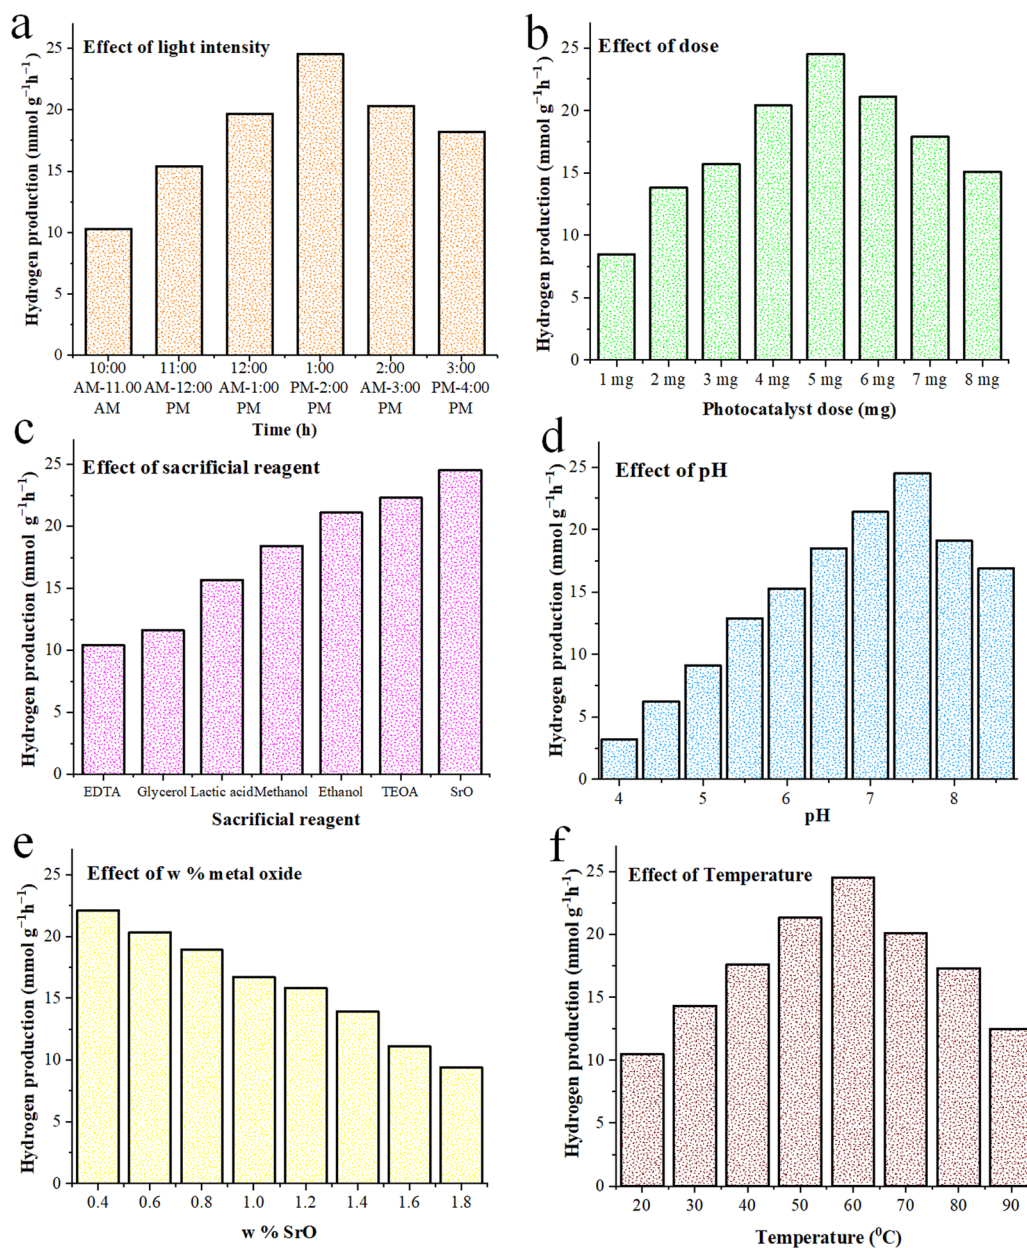 a
Effect of light intensity
Hydrogen production (mmol g⁻¹h⁻¹)
25
20
15
10
5
0
10:00 11:00 12:00 1:00 2:00 3:00
AM-11.00 AM-12:00 AM-1:00 PM-2:00 AM-3:00 PM-4:00
AM PM PM PM PM PM
Time (h)
b
Effect of dose
Hydrogen production (mmol g⁻¹h⁻¹)
25
20
15
10
5
0
1 mg 2 mg 3 mg 4 mg 5 mg 6 mg 7 mg 8 mg
Photocatalyst dose (mg)
c
Effect of sacrificial reagent
Hydrogen production (mmol g⁻¹h⁻¹)
25
20
15
10
5
0
EDTA Glycerol Lactic acid Methanol Ethanol TEOA SrO
Sacrificial reagent
d
Effect of pH
Hydrogen production (mmol g⁻¹h⁻¹)
25
20
15
10
5
0
4 5 6 7 8
pH
e
Effect of w % metal oxide
Hydrogen production (mmol g⁻¹h⁻¹)
25
20
15
10
5
0
0.4 0.6 0.8 1.0 1.2 1.4 1.6 1.8
w % SrO
f
Effect of Temperature
Hydrogen production (mmol g⁻¹h⁻¹)
25
20
15
10
5
0
20 30 40 50 60 70 80 90
Temperature (⁰C)